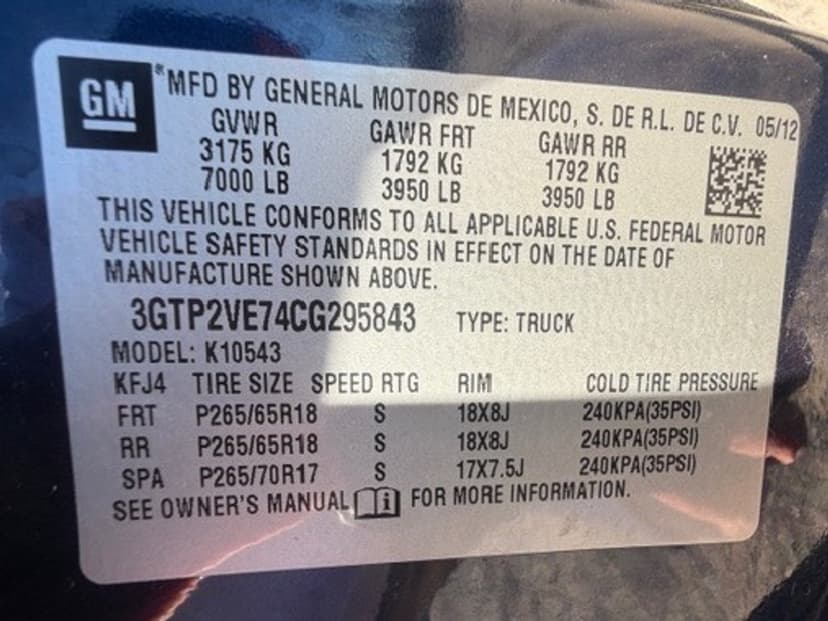 GM
*MFD BY GENERAL MOTORS DE MEXICO, S. DE R.L. DE C.V. 05/12
GVWR GAWR FRT GAWR RR
3175 KG 1792 KG 1792 KG
7000 LB 3950 LB 3950 LB
THIS VEHICLE CONFORMS TO ALL APPLICABLE U.S. FEDERAL MOTOR
VEHICLE SAFETY STANDARDS IN EFFECT ON THE DATE OF
MANUFACTURE SHOWN ABOVE.
3GTP2VE74CG295843 TYPE: TRUCK
MODEL: K10543
KFJ4 TIRE SIZE SPEED RTG RIM COLD TIRE PRESSURE
FRT P265/65R18 S 18X8J 240KPA(35PSI)
RR P265/65R18 S 18X8J 240KPA(35PSI)
SPA P265/70R17 S 17X7.5J 240KPA(35PSI)
SEE OWNER'S MANUAL i FOR MORE INFORMATION.